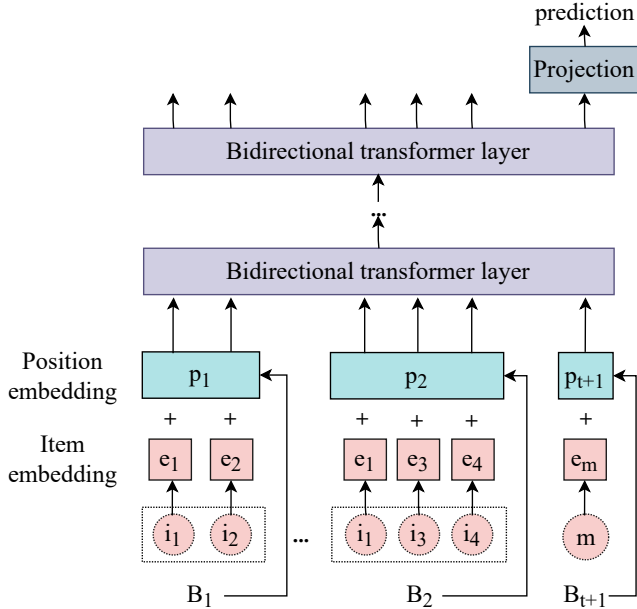 prediction
Projection
Bidirectional transformer layer
...
Bidirectional transformer layer
Position
embedding
p1 p2 pt+1
+ + + + + +
Item
embedding
e1 e2 e1 e3 e4 em
i1 i2 ... i1 i3 i4 m
B1 B2 Bt+1